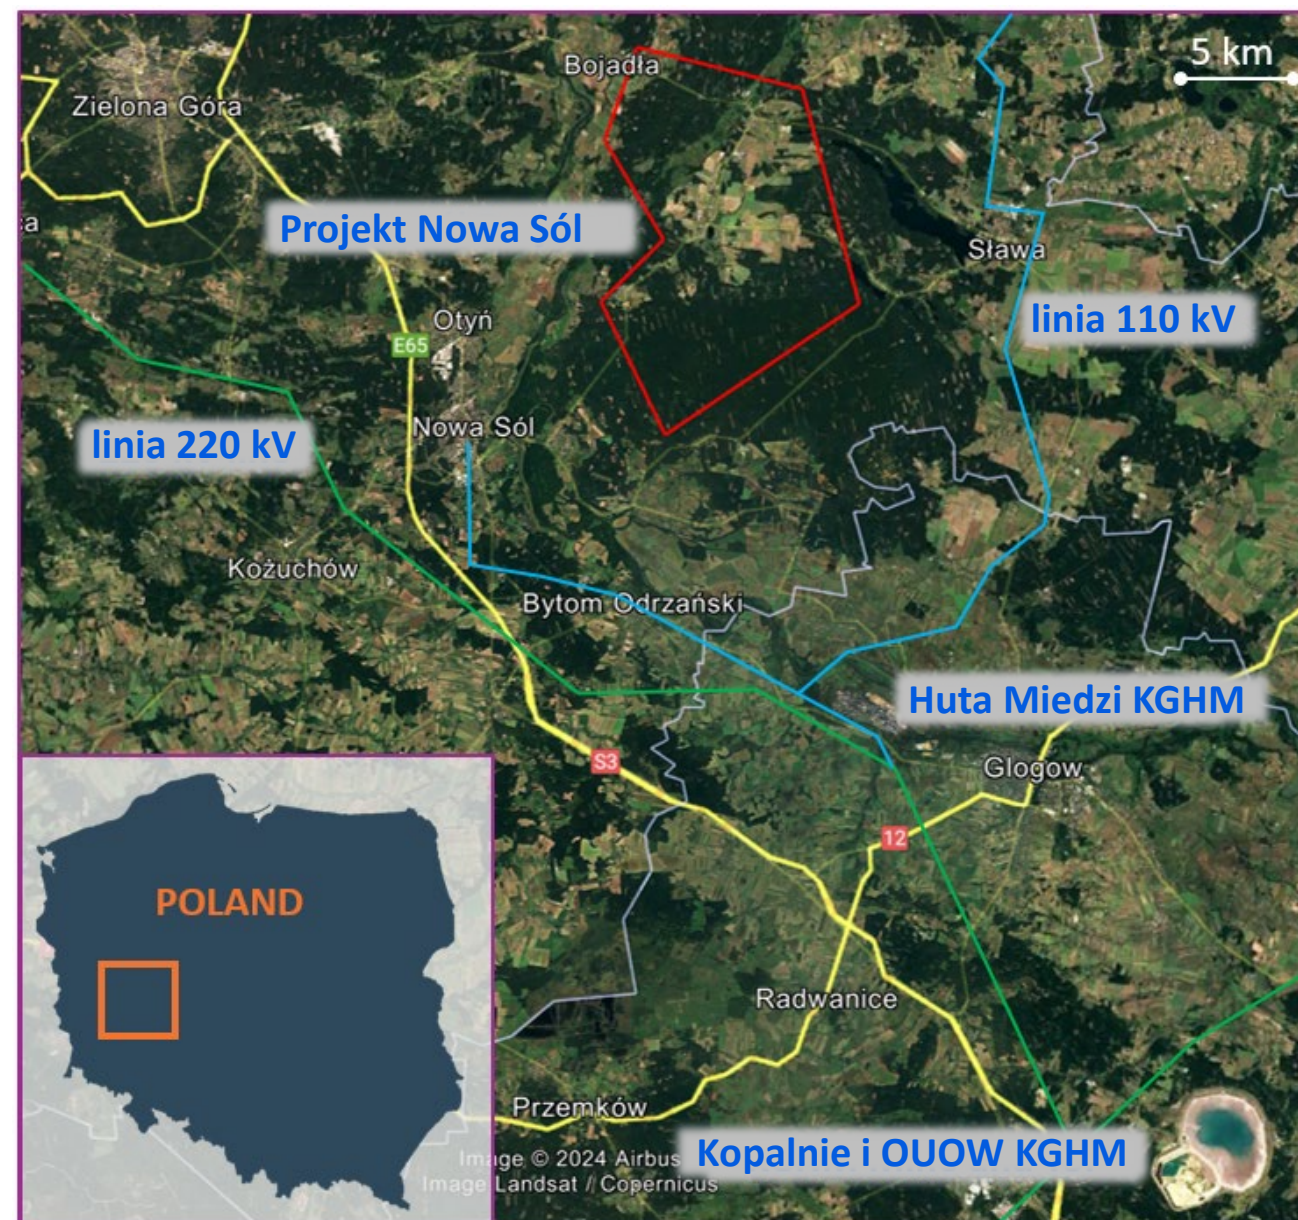 5 km
Bojadła
Zielona Góra
Projekt Nowa Sól
Sława
linia 110 kV
Otyń
E65
linia 220 kV
Nowa Sól
Kożuchów
Bytom Odrzański
Huta Miedzi KGHM
S3
Glogow
12
POLAND
Radwanice
Przemków
Kopalnie i OUOW KGHM
Image © 2024 Airbus
Image Landsat / Copernicus